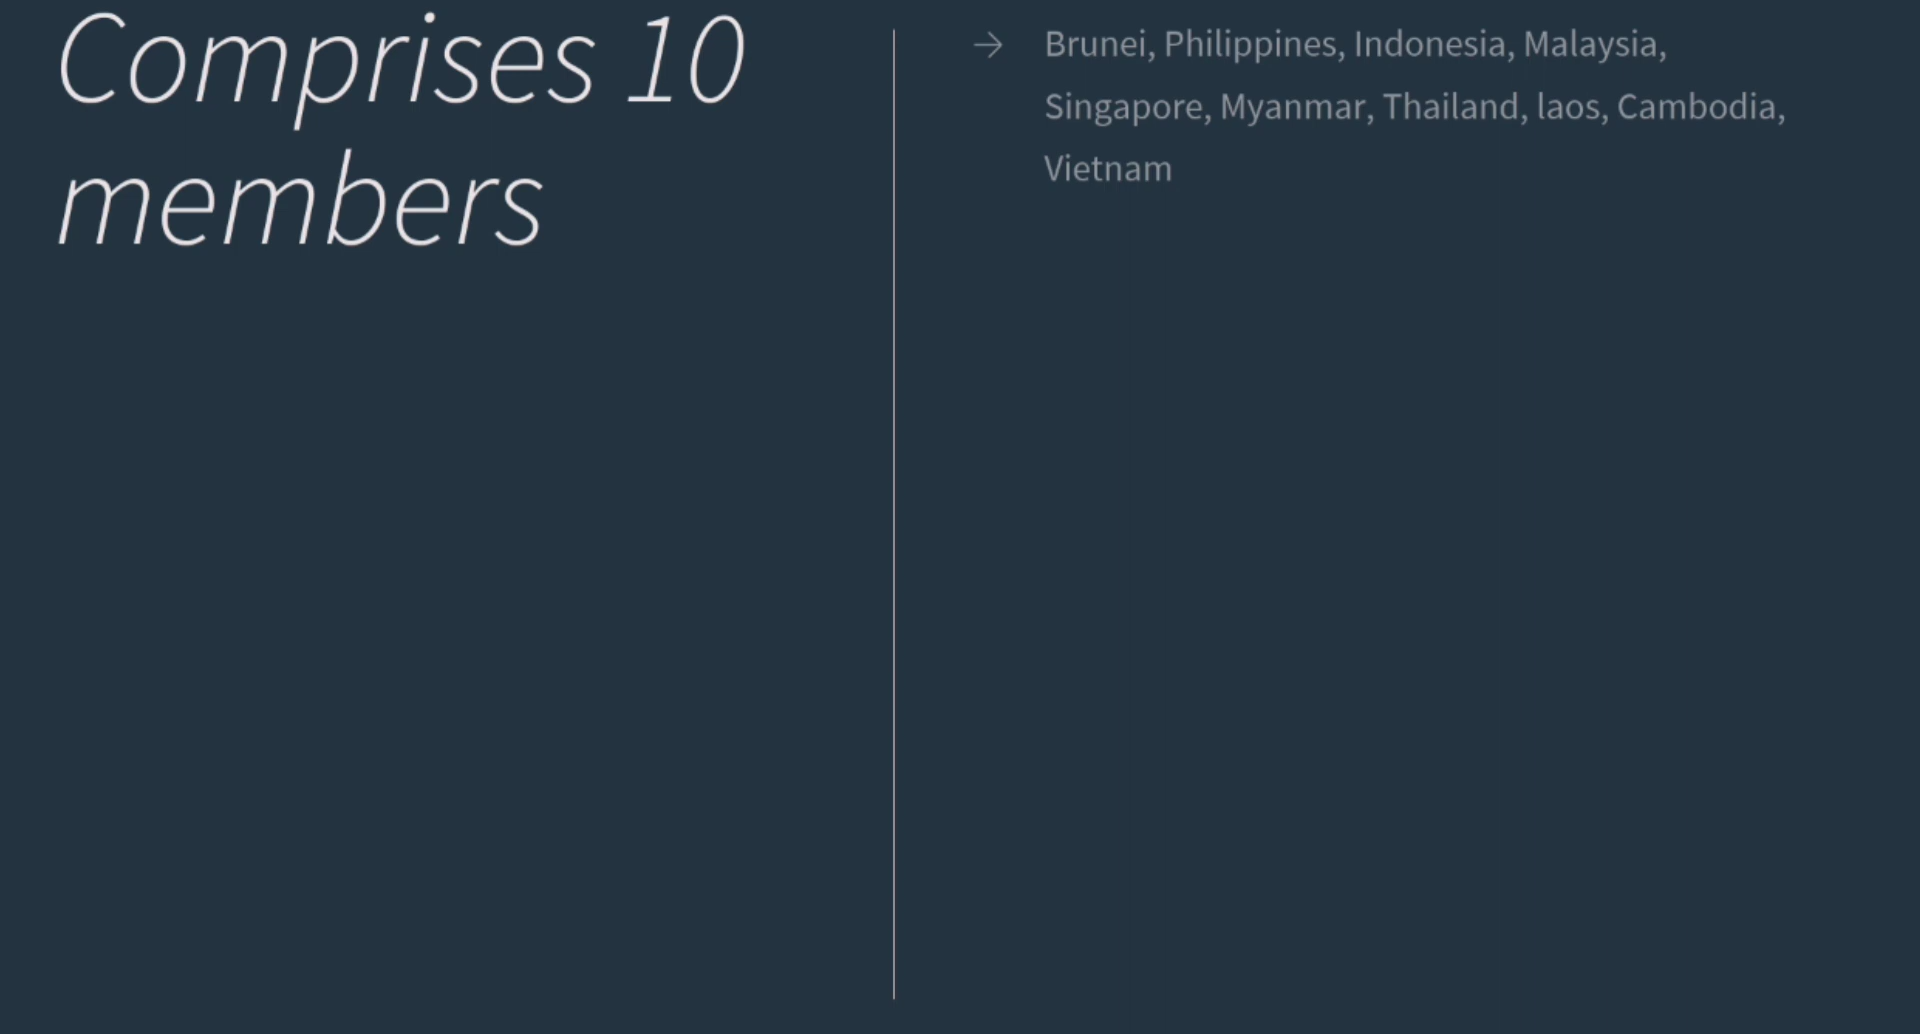 Comprises 10
members
→ Brunei, Philippines, Indonesia, Malaysia,
Singapore, Myanmar, Thailand, laos, Cambodia,
Vietnam